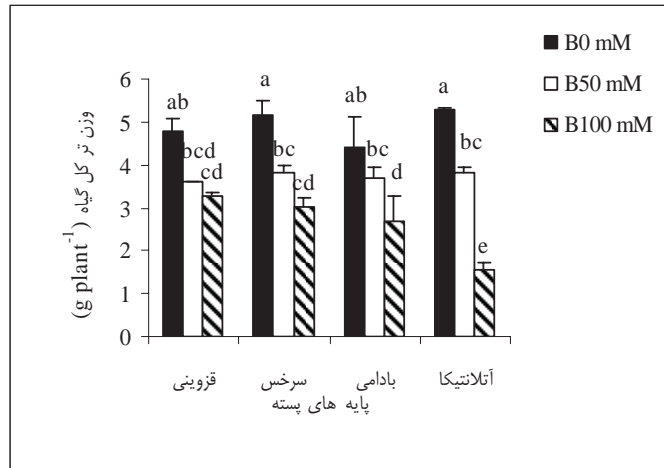 B0 mM
B50 mM
B100 mM
وزن تر کل گیاه
(g plant⁻¹)
6
5
4
3
2
1
0
ab
bcd
cd
a
bc
cd
ab
bc
d
a
bc
e
قزوینی
سرخس
بادامی
آتلانتیکا
پایه های پسته